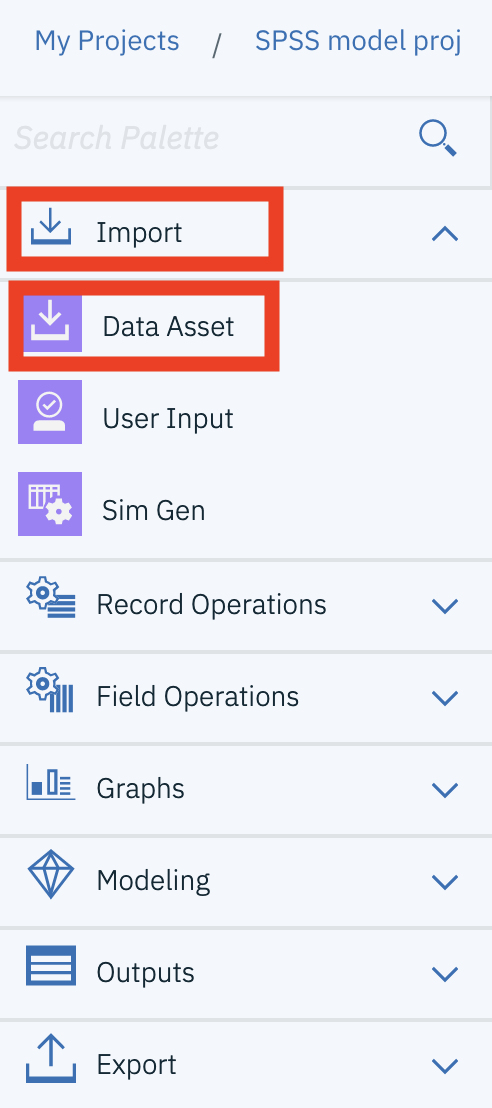 My Projects / SPSS model proj
Search Palette
Import
Data Asset
User Input
Sim Gen
Record Operations
Field Operations
Graphs
Modeling
Outputs
Export